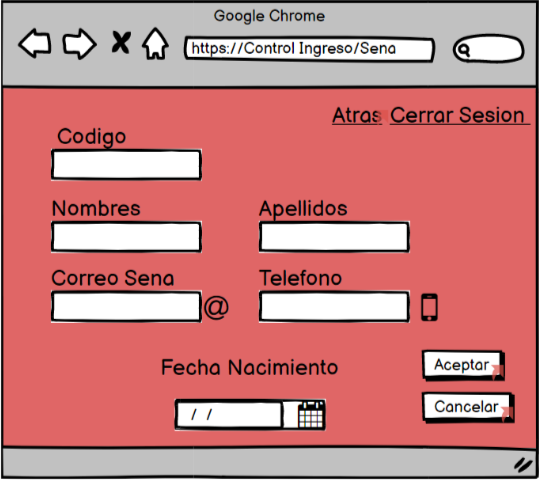 Google Chrome
https://Control Ingreso/Sena
Atras Cerrar Sesion
Codigo
Nombres Apellidos
Correo Sena Telefono
@
Fecha Nacimiento
Aceptar
/ /
Cancelar